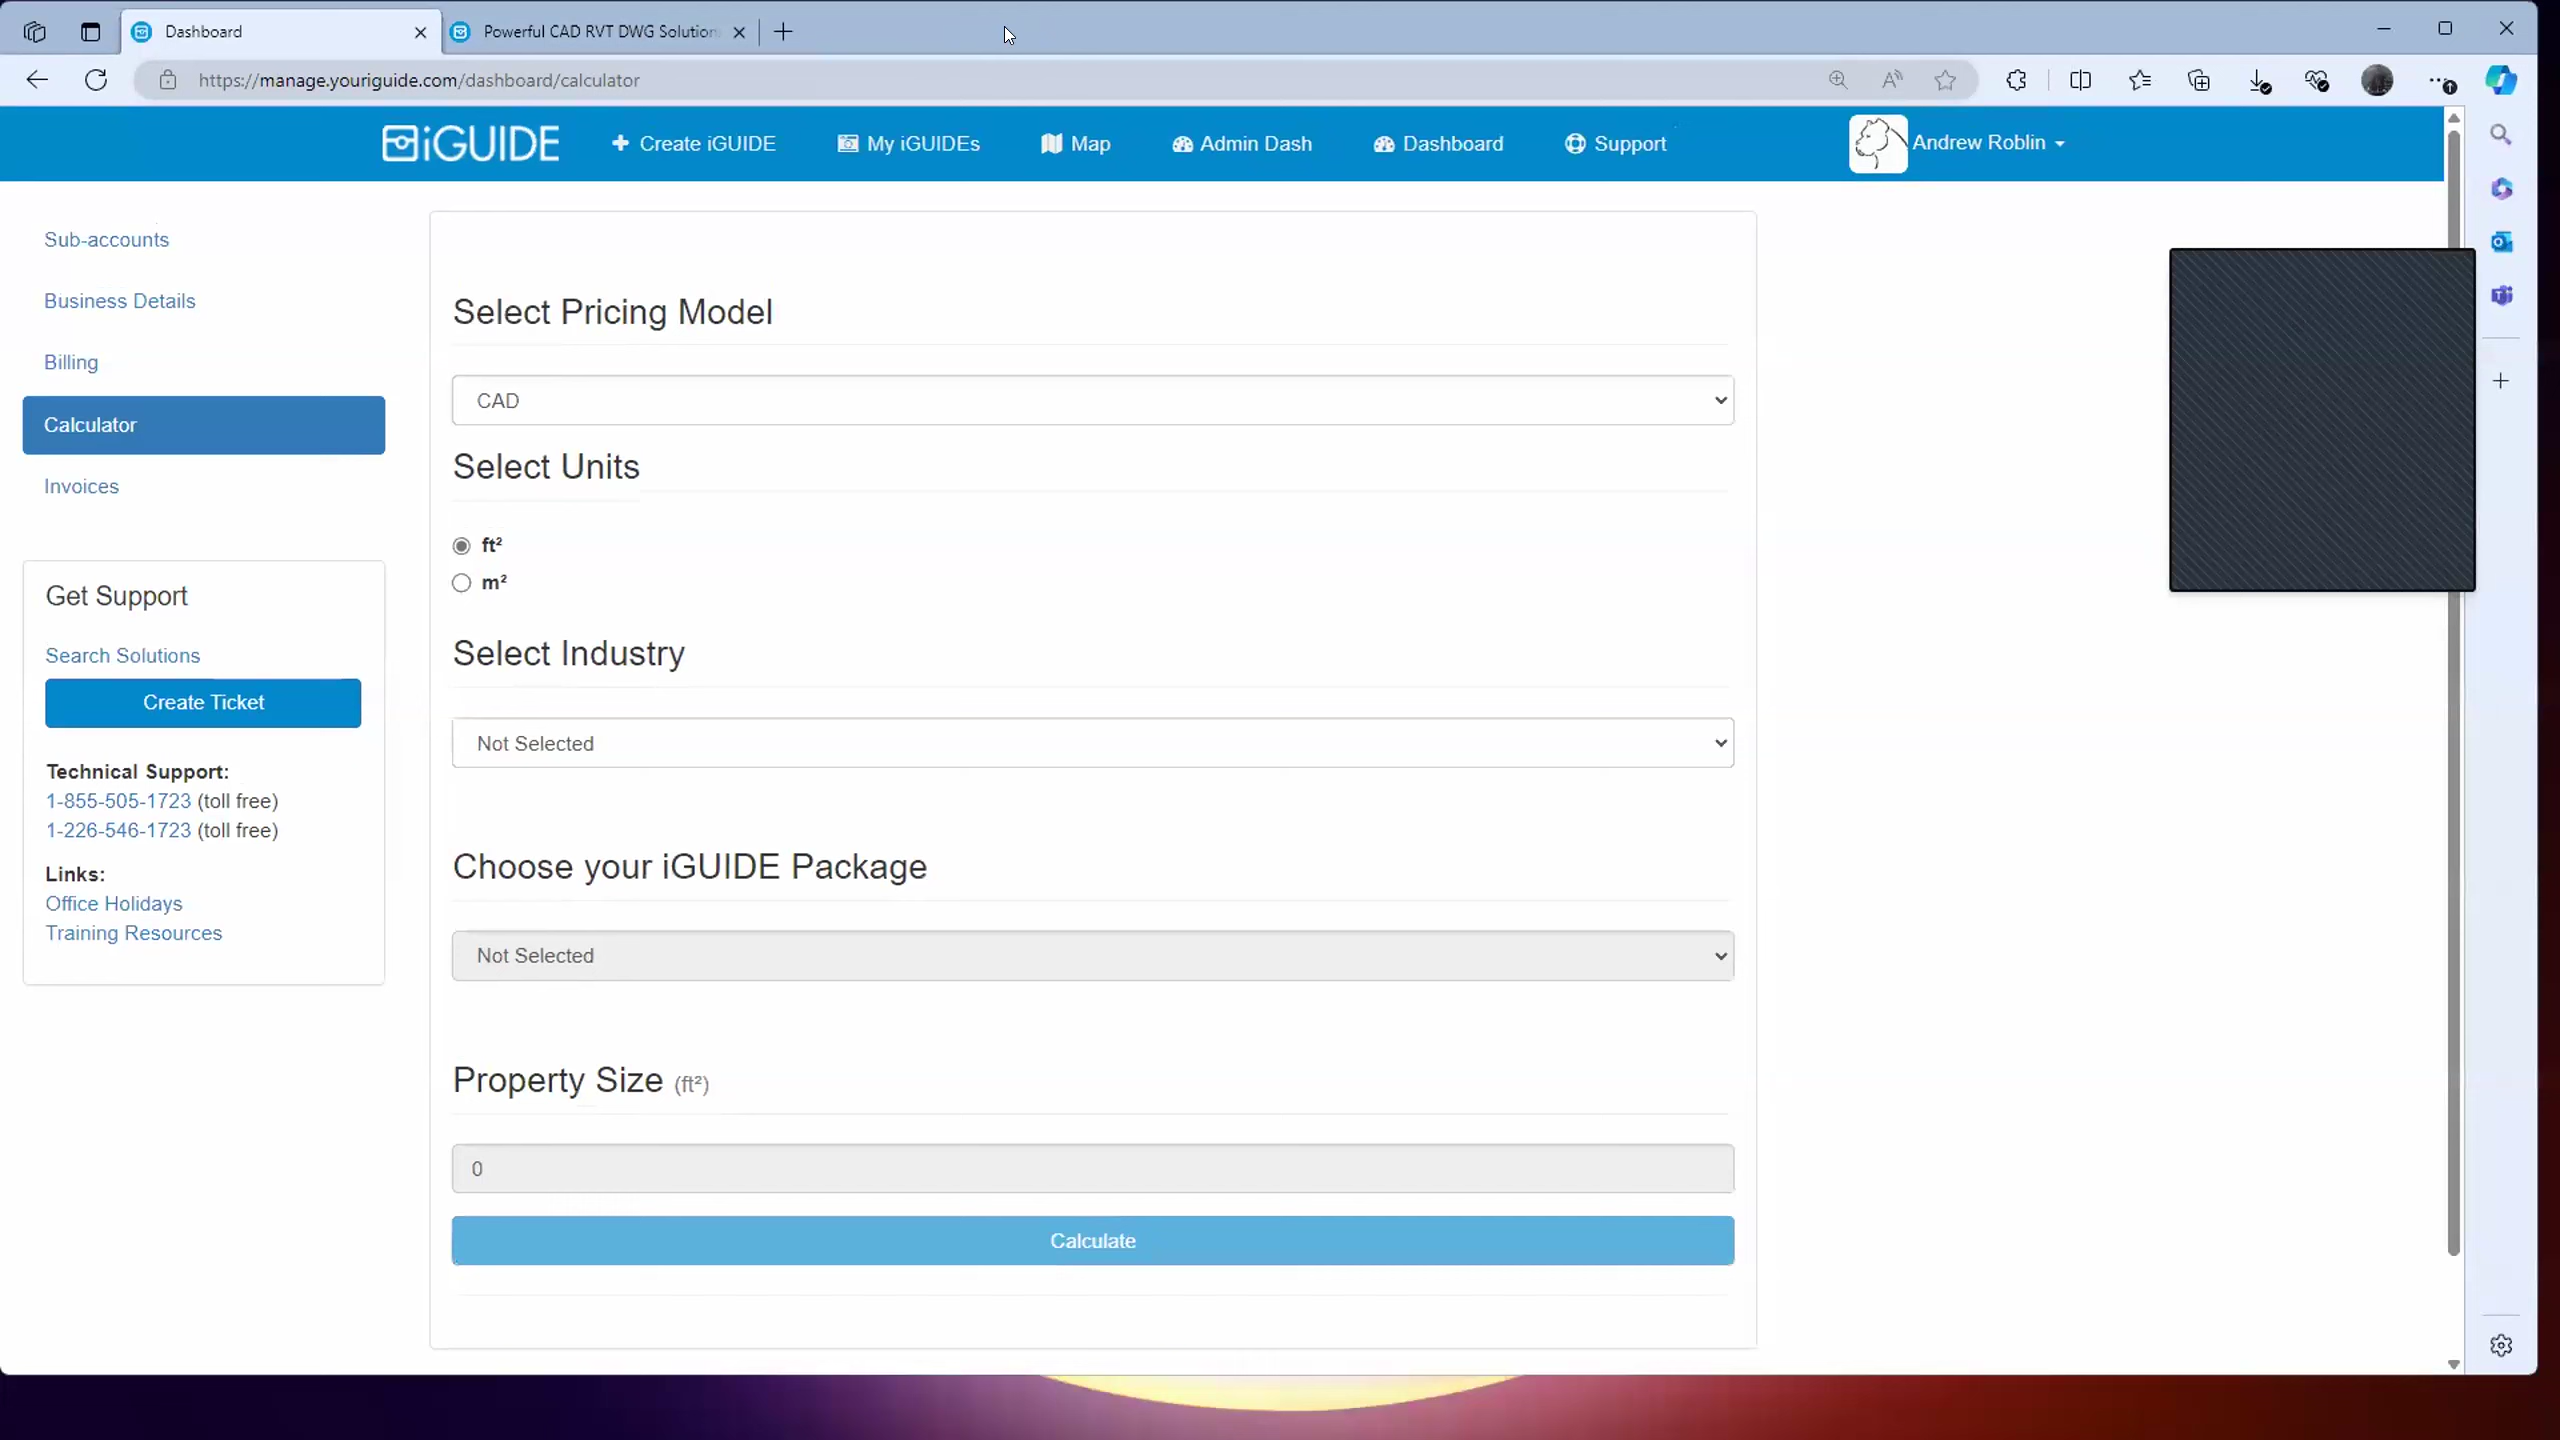 Dashboard
Powerful CAD RVT DWG Solution
https://manage.youriguide.com/dashboard/calculator
iGUIDE
Create iGUIDE
My iGUIDEs
Map
Admin Dash
Dashboard
Support
Andrew Roblin
Sub-accounts
Business Details
Billing
Calculator
Invoices
Get Support
Search Solutions
Create Ticket
Technical Support:
1-855-505-1723 (toll free)
1-226-546-1723 (toll free)
Links:
Office Holidays
Training Resources
Select Pricing Model
CAD
Select Units
ft²
m²
Select Industry
Not Selected
Choose your iGUIDE Package
Not Selected
Property Size (ft²)
0
Calculate